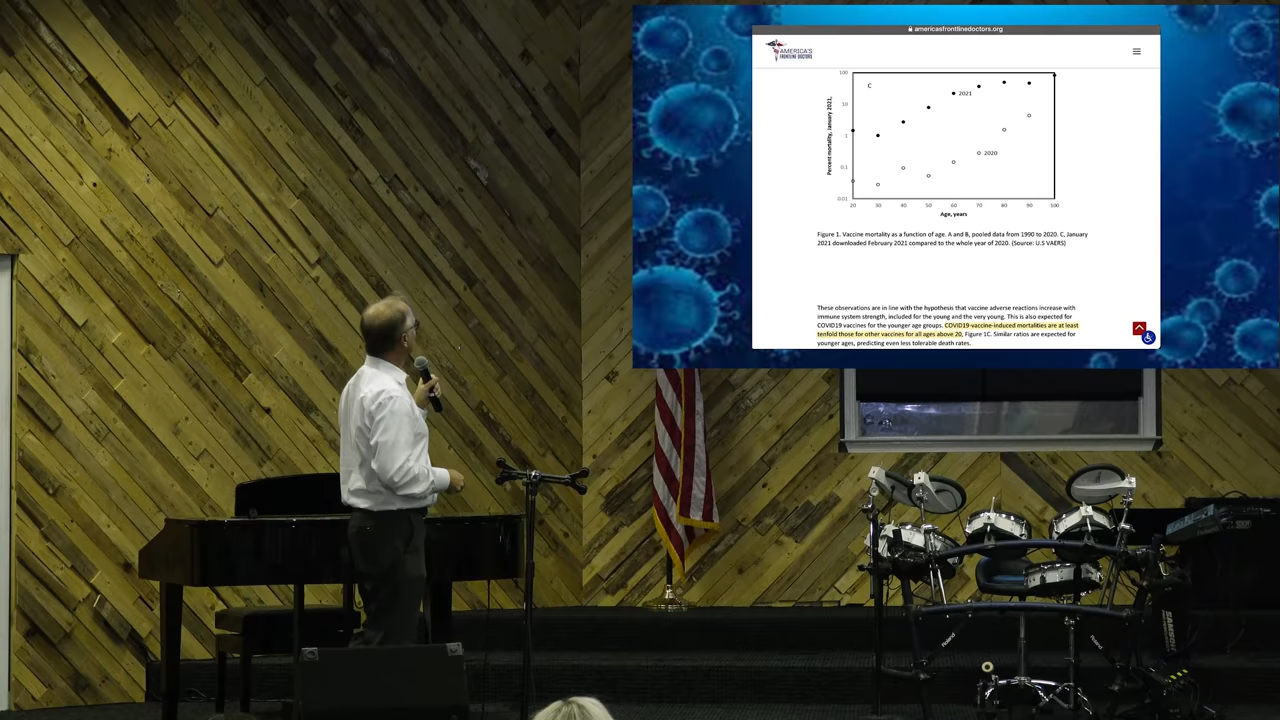 americasfrontlinedoctors.org
AMERICA'S
FRONTLINE DOCTORS
100
C
2021
10
Percent mortality, January 2021,
1
2020
0.1
0.01
20 30 40 50 60 70 80 90 100
Age, years
Figure 1. Vaccine mortality as a function of age. A and B, pooled data from 1990 to 2020. C, January
2021 downloaded February 2021 compared to the whole year of 2020. (Source: U.S VAERS)
These observations are in line with the hypothesis that vaccine adverse reactions increase with
immune system strength, included for the young and the very young. This is also expected for
COVID19 vaccines for the younger age groups. COVID19-vaccine-induced mortalities are at least
tenfold those for other vaccines for all ages above 20, Figure 1C. Similar ratios are expected for
younger ages, predicting even less tolerable death rates.
Roland
Roland
SAMSON